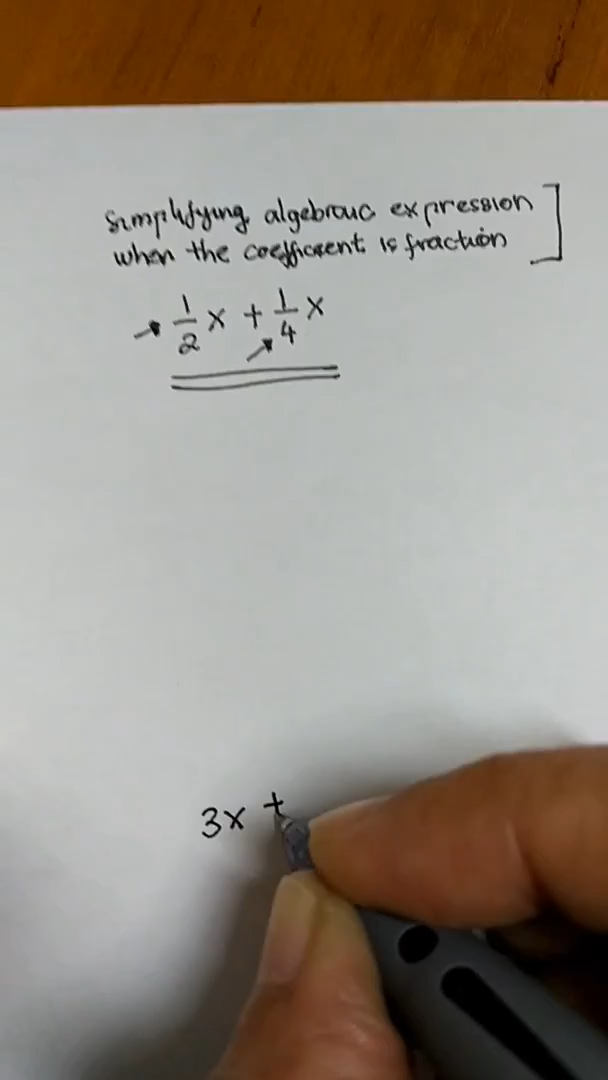 Simplifying algebraic expression
when the coefficient is fraction
1/2 x + 1/4 x
3x +